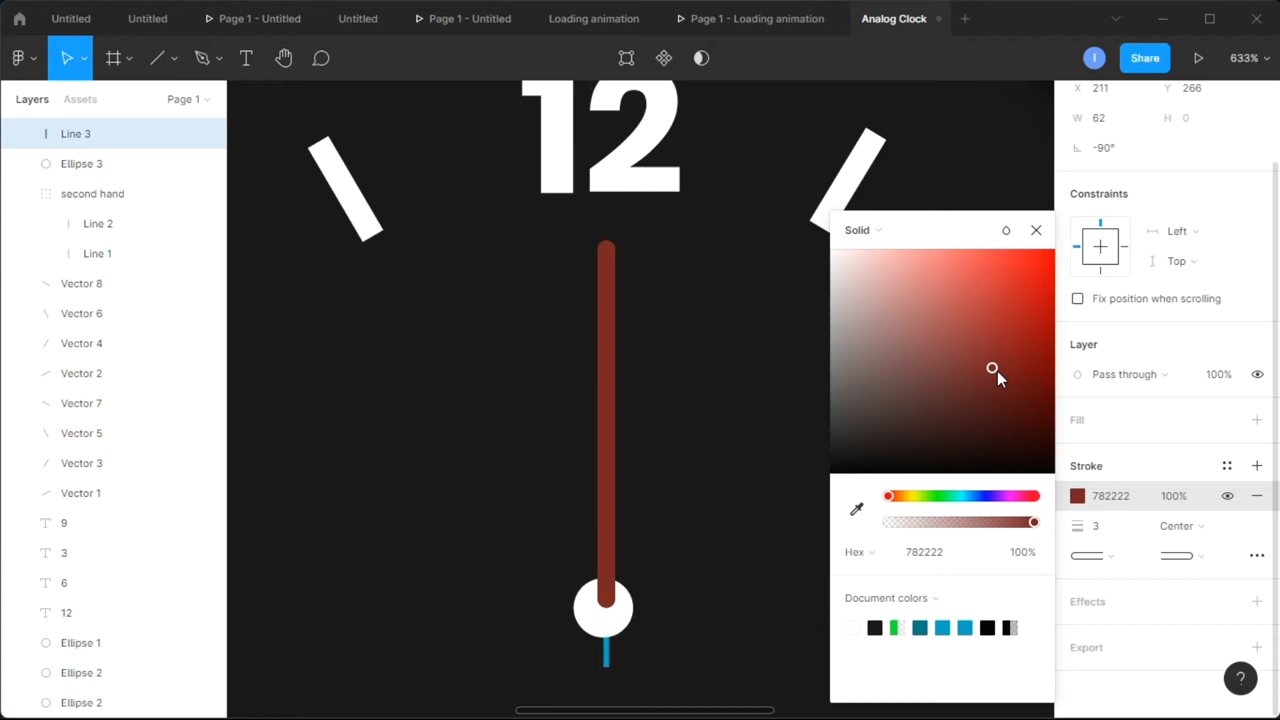 Untitled Untitled Page 1 - Untitled Untitled Page 1 - Untitled Loading animation Page 1 - Loading animation Analog Clock
I Share 633%
Layers Assets Page 1
Line 3
Ellipse 3
second hand
Line 2
Line 1
Vector 8
Vector 6
Vector 4
Vector 2
Vector 7
Vector 5
Vector 3
Vector 1
9
3
6
12
Ellipse 1
Ellipse 2
Ellipse 2
12
Solid
Hex 782222 100%
Document colors
X 211 Y 266
W 62 H 0
-90°
Constraints
Left
Top
Fix position when scrolling
Layer
Pass through 100%
Fill
Stroke
782222 100%
3 Center
Effects
Export
?